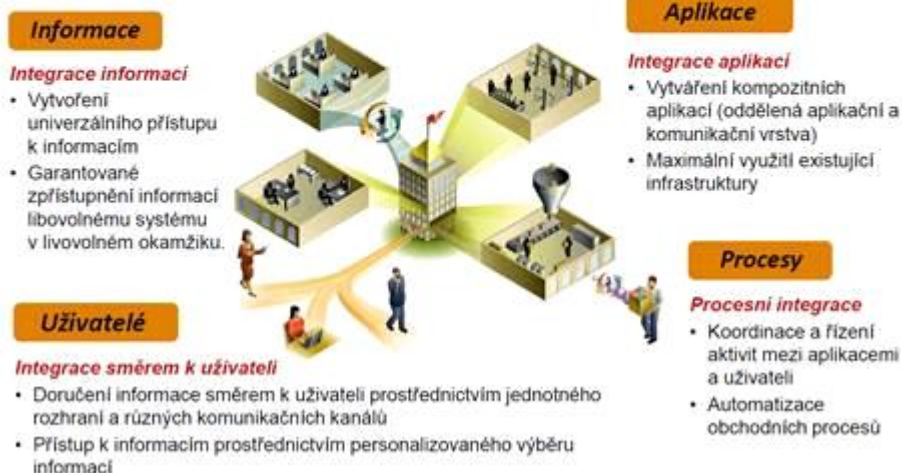 Informace
Integrace informací
• Vytvoření
univerzálního přístupu
k informacím
• Garantované
zpřístupnění informací
libovolnému systému
v livovolném okamžiku.
Aplikace
Integrace aplikací
• Vytváření kompozitních
aplikací (oddělená aplikační a
komunikační vrstva)
• Maximální využití existující
infrastruktury
Procesy
Procesní integrace
• Koordinace a řízení
aktivit mezi aplikacemi
a uživateli
• Automatizace
obchodních procesů
Uživatelé
Integrace směrem k uživateli
• Doručení informace směrem k uživateli prostřednictvím jednotného
rozhraní a různých komunikačních kanálů
• Přístup k informacím prostřednictvím personalizovaného výběru
informací